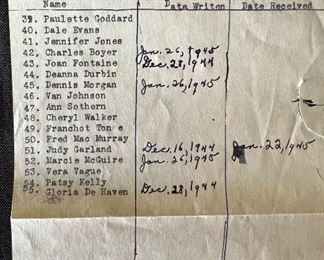 Name Data Writen Date Received
39. Paulette Goddard
40. Dale Evans
41. Jennifer Jones
42. Charles Boyer Jan. 26, 1945
43. Joan Fontaine Dec. 28, 1944
44. Deanna Durbin
45. Dennis Morgan Jan. 26, 1945
46. Van Johnson
47. Ann Sothern
48. Cheryl Walker
49. Franchot Tone
50. Fred Mac Murray
51. Judy Garland Dec. 16, 1944 Jan. 22, 1945
52. Marcie McGuire Jan. 26, 1945
53. Vera Vague
54. Patsy Kelly
55. Gloria De Haven Dec. 28, 1944